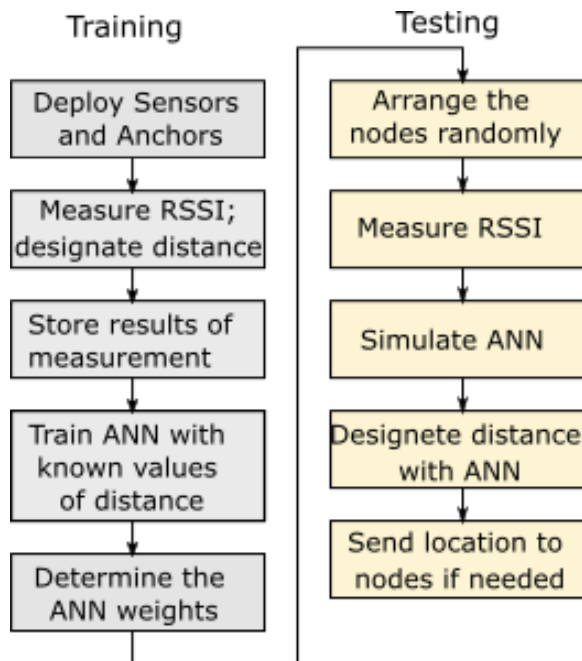 Training
Deploy Sensors
and Anchors
Measure RSSI;
designate distance
Store results of
measurement
Train ANN with
known values
of distance
Determine the
ANN weights
Testing
Arrange the
nodes randomly
Measure RSSI
Simulate ANN
Designete distance
with ANN
Send location to
nodes if needed